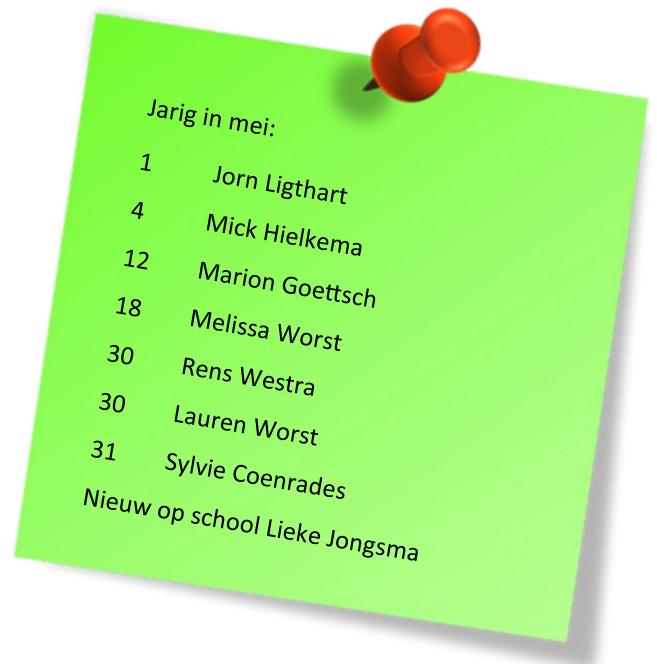 Jarig in mei:
1 Jorn Ligthart
4 Mick Hielkema
12 Marion Goettsch
18 Melissa Worst
30 Rens Westra
30 Lauren Worst
31 Sylvie Coenrades
Nieuw op school Lieke Jongsma